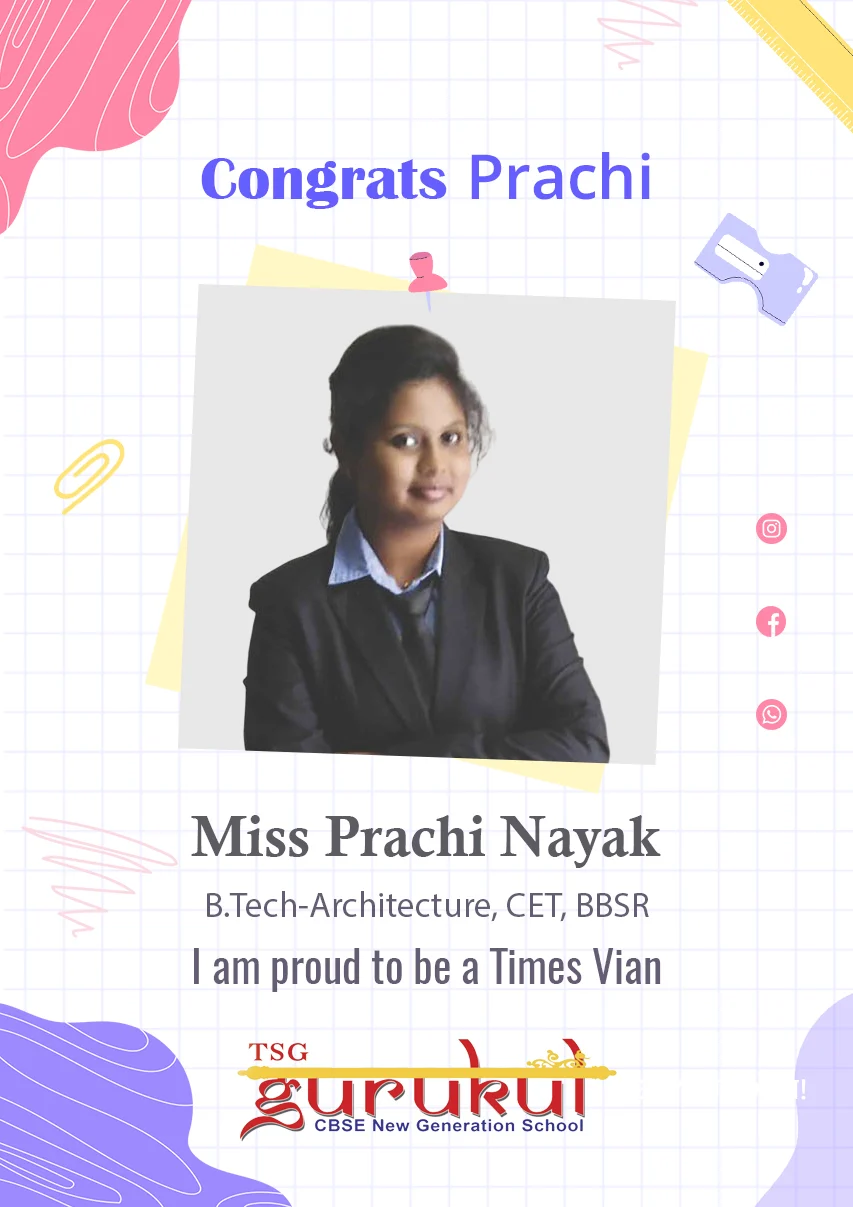 Congrats Prachi
Miss Prachi Nayak
B.Tech-Architecture, CET, BBSR
I am proud to be a Times Vian
TSG
gurukul
CBSE New Generation School